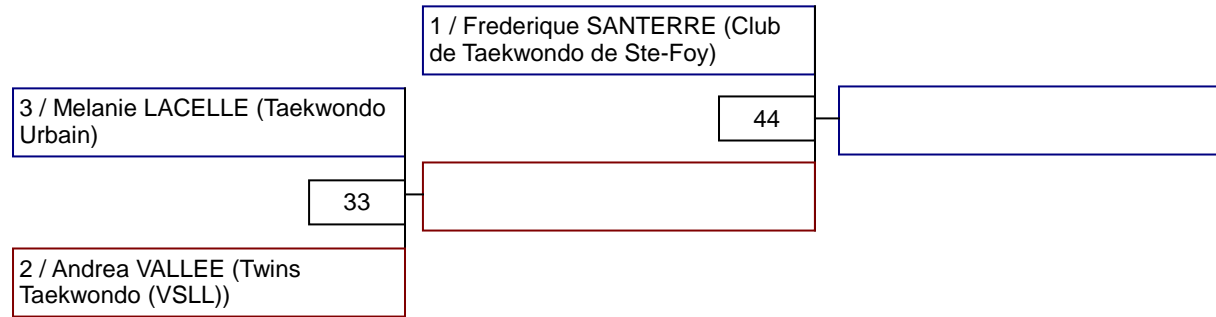 1 / Frederique SANTERRE (Club
de Taekwondo de Ste-Foy)
3 / Melanie LACELLE (Taekwondo
Urbain)
44
33
2 / Andrea VALLEE (Twins
Taekwondo (VSLL))